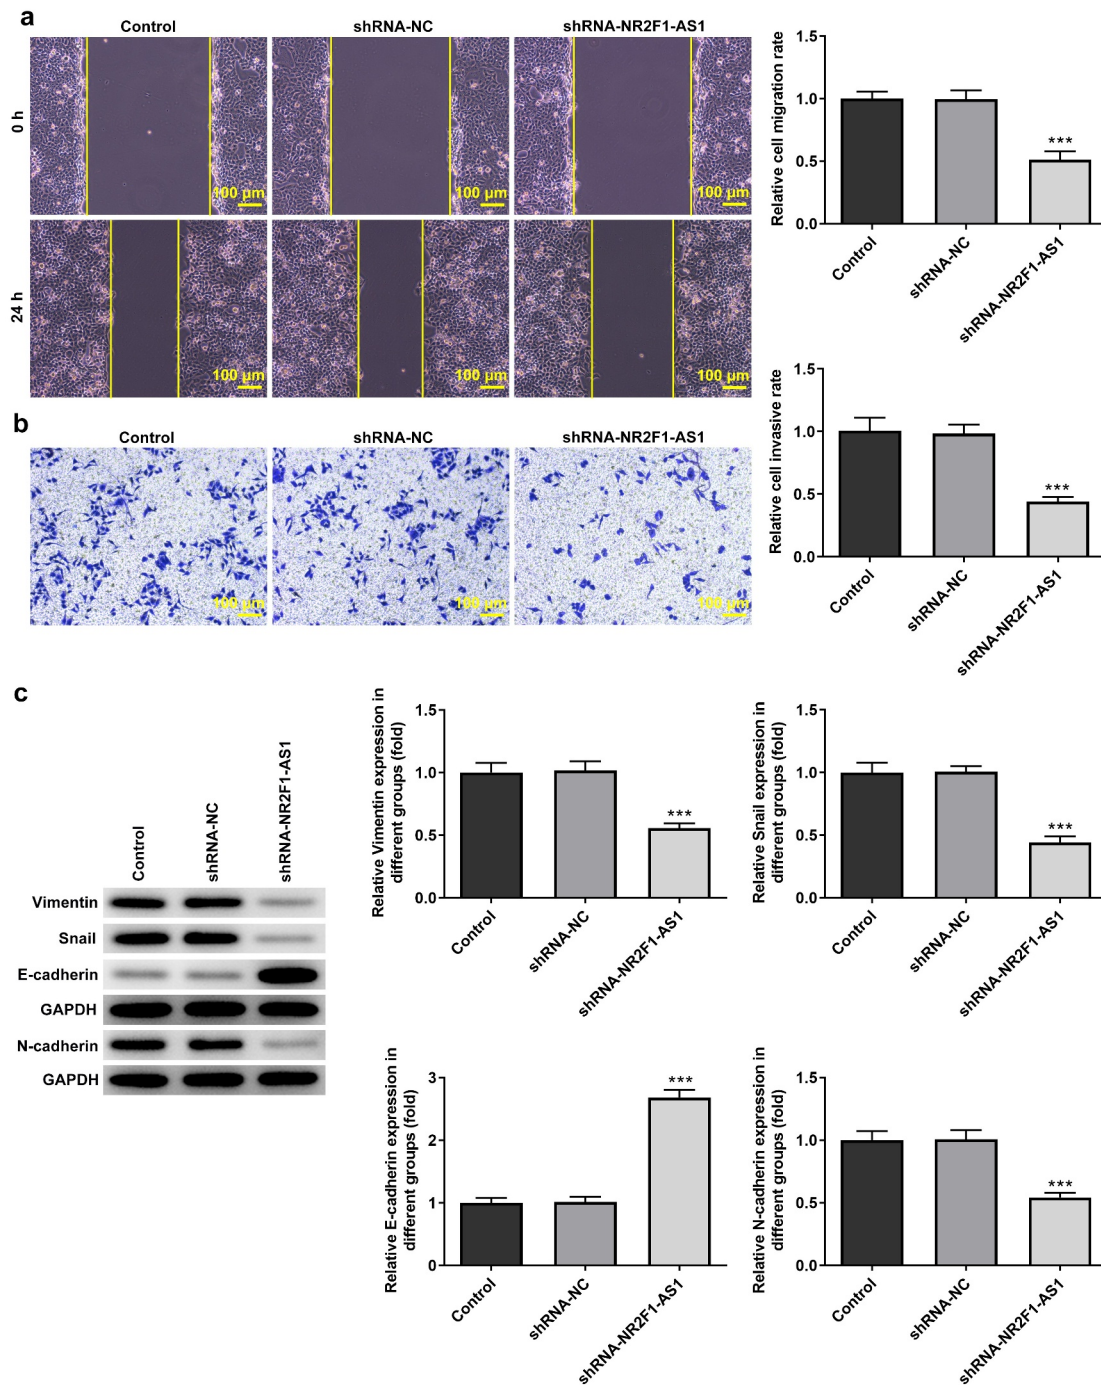 a
Control
shRNA-NC
shRNA-NR2F1-AS1
0 h
100 µm
100 µm
100 µm
24 h
100 µm
100 µm
100 µm
Relative cell migration rate
1.5
1.0
0.5
0.0
***
Control
shRNA-NC
shRNA-NR2F1-AS1
b
Control
shRNA-NC
shRNA-NR2F1-AS1
100 µm
100 µm
100 µm
Relative cell invasive rate
1.5
1.0
0.5
0.0
***
Control
shRNA-NC
shRNA-NR2F1-AS1
c
Control
shRNA-NC
shRNA-NR2F1-AS1
Vimentin
Snail
E-cadherin
GAPDH
N-cadherin
GAPDH
Relative Vimentin expression in
different groups (fold)
1.5
1.0
0.5
0.0
***
Control
shRNA-NC
shRNA-NR2F1-AS1
Relative Snail expression in
different groups (fold)
1.5
1.0
0.5
0.0
***
Control
shRNA-NC
shRNA-NR2F1-AS1
Relative E-cadherin expression in
different groups (fold)
3
2
1
0
***
Control
shRNA-NC
shRNA-NR2F1-AS1
Relative N-cadherin expression in
different groups (fold)
1.5
1.0
0.5
0.0
***
Control
shRNA-NC
shRNA-NR2F1-AS1